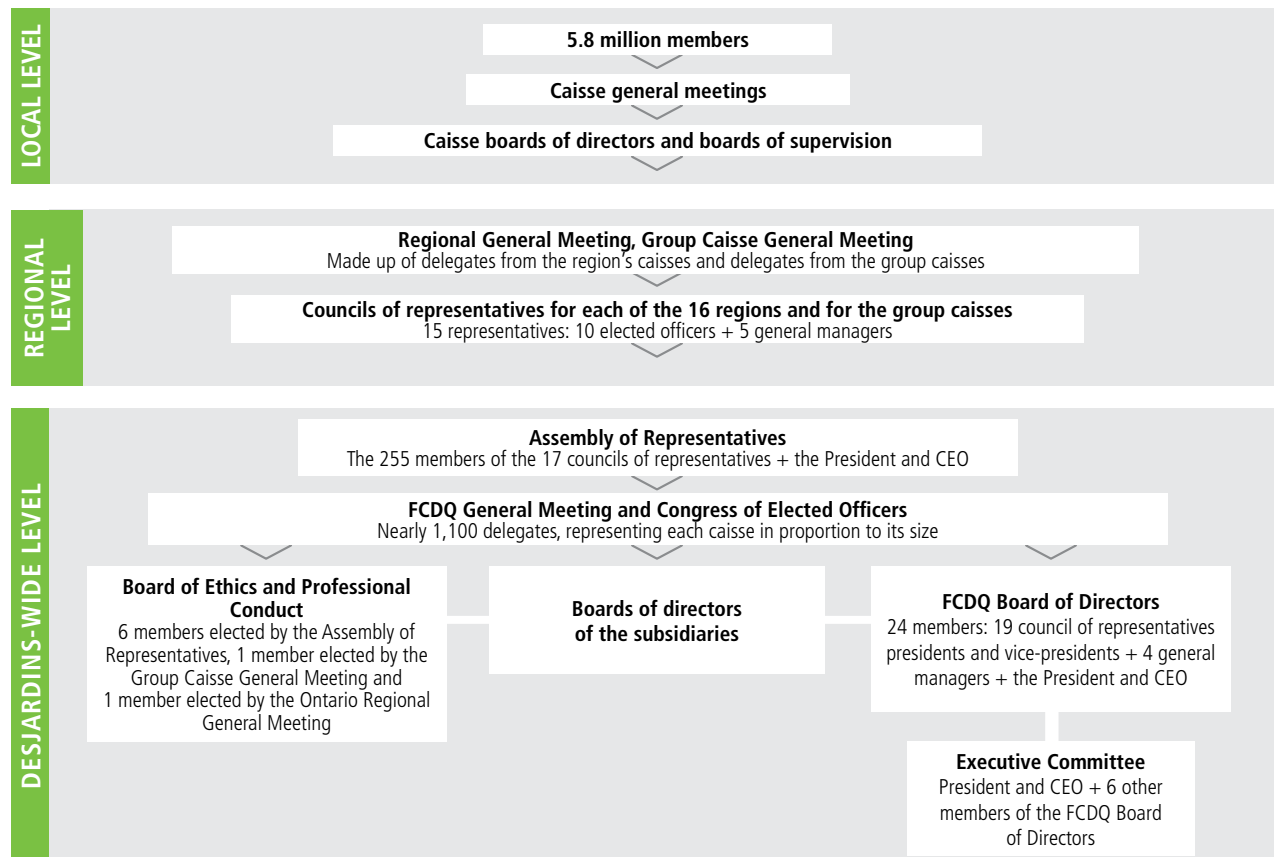 LOCAL LEVEL
5.8 million members
Caisse general meetings
Caisse boards of directors and boards of supervision
REGIONAL
LEVEL
Regional General Meeting, Group Caisse General Meeting
Made up of delegates from the region's caisses and delegates from the group caisses
Councils of representatives for each of the 16 regions and for the group caisses
15 representatives: 10 elected officers + 5 general managers
DESJARDINS-WIDE LEVEL
Assembly of Representatives
The 255 members of the 17 councils of representatives + the President and CEO
FCDQ General Meeting and Congress of Elected Officers
Nearly 1,100 delegates, representing each caisse in proportion to its size
Board of Ethics and Professional
Conduct
6 members elected by the Assembly of
Representatives, 1 member elected by the
Group Caisse General Meeting and
1 member elected by the Ontario Regional
General Meeting
Boards of directors
of the subsidiaries
FCDQ Board of Directors
24 members: 19 council of representatives
presidents and vice-presidents + 4 general
managers + the President and CEO
Executive Committee
President and CEO + 6 other
members of the FCDQ Board
of Directors